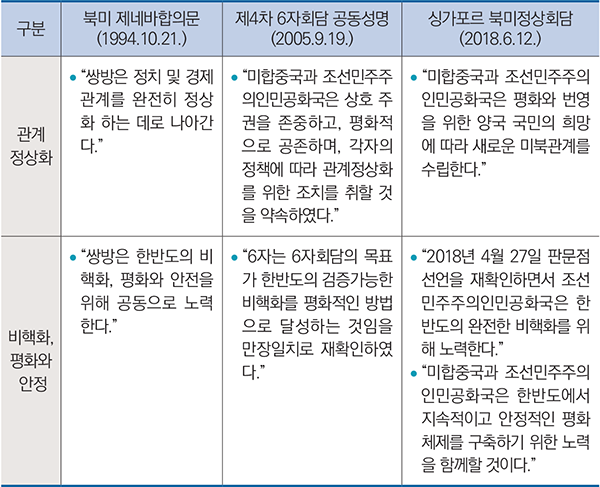 구분
북미 제네바합의문
(1994.10.21.)
제4차 6자회담 공동성명
(2005.9.19.)
싱가포르 북미정상회담
(2018.6.12.)
관계
정상화
• “쌍방은 정치 및 경제
관계를 완전히 정상
화 하는 데로 나아간
다.”
• “미합중국과 조선민주주
의인민공화국은 상호 주
권을 존중하고, 평화적
으로 공존하며, 각자의
정책에 따라 관계정상화
를 위한 조치를 취할 것
을 약속하였다.”
• “미합중국과 조선민주주의
인민공화국은 평화와 번영
을 위한 양국 국민의 희망
에 따라 새로운 미북관계를
수립한다.”
비핵화,
평화와
안정
• “쌍방은 한반도의 비
핵화, 평화와 안전을
위해 공동으로 노력
한다.”
• “6자는 6자회담의 목표
가 한반도의 검증가능한
비핵화를 평화적인 방법
으로 달성하는 것임을
만장일치로 재확인하였
다.”
• “2018년 4월 27일 판문점
선언을 재확인하면서 조선
민주주의인민공화국은 한
반도의 완전한 비핵화를 위
해 노력한다.”
• “미합중국과 조선민주주의
인민공화국은 한반도에서
지속적이고 안정적인 평화
체제를 구축하기 위한 노력
을 함께할 것이다.”